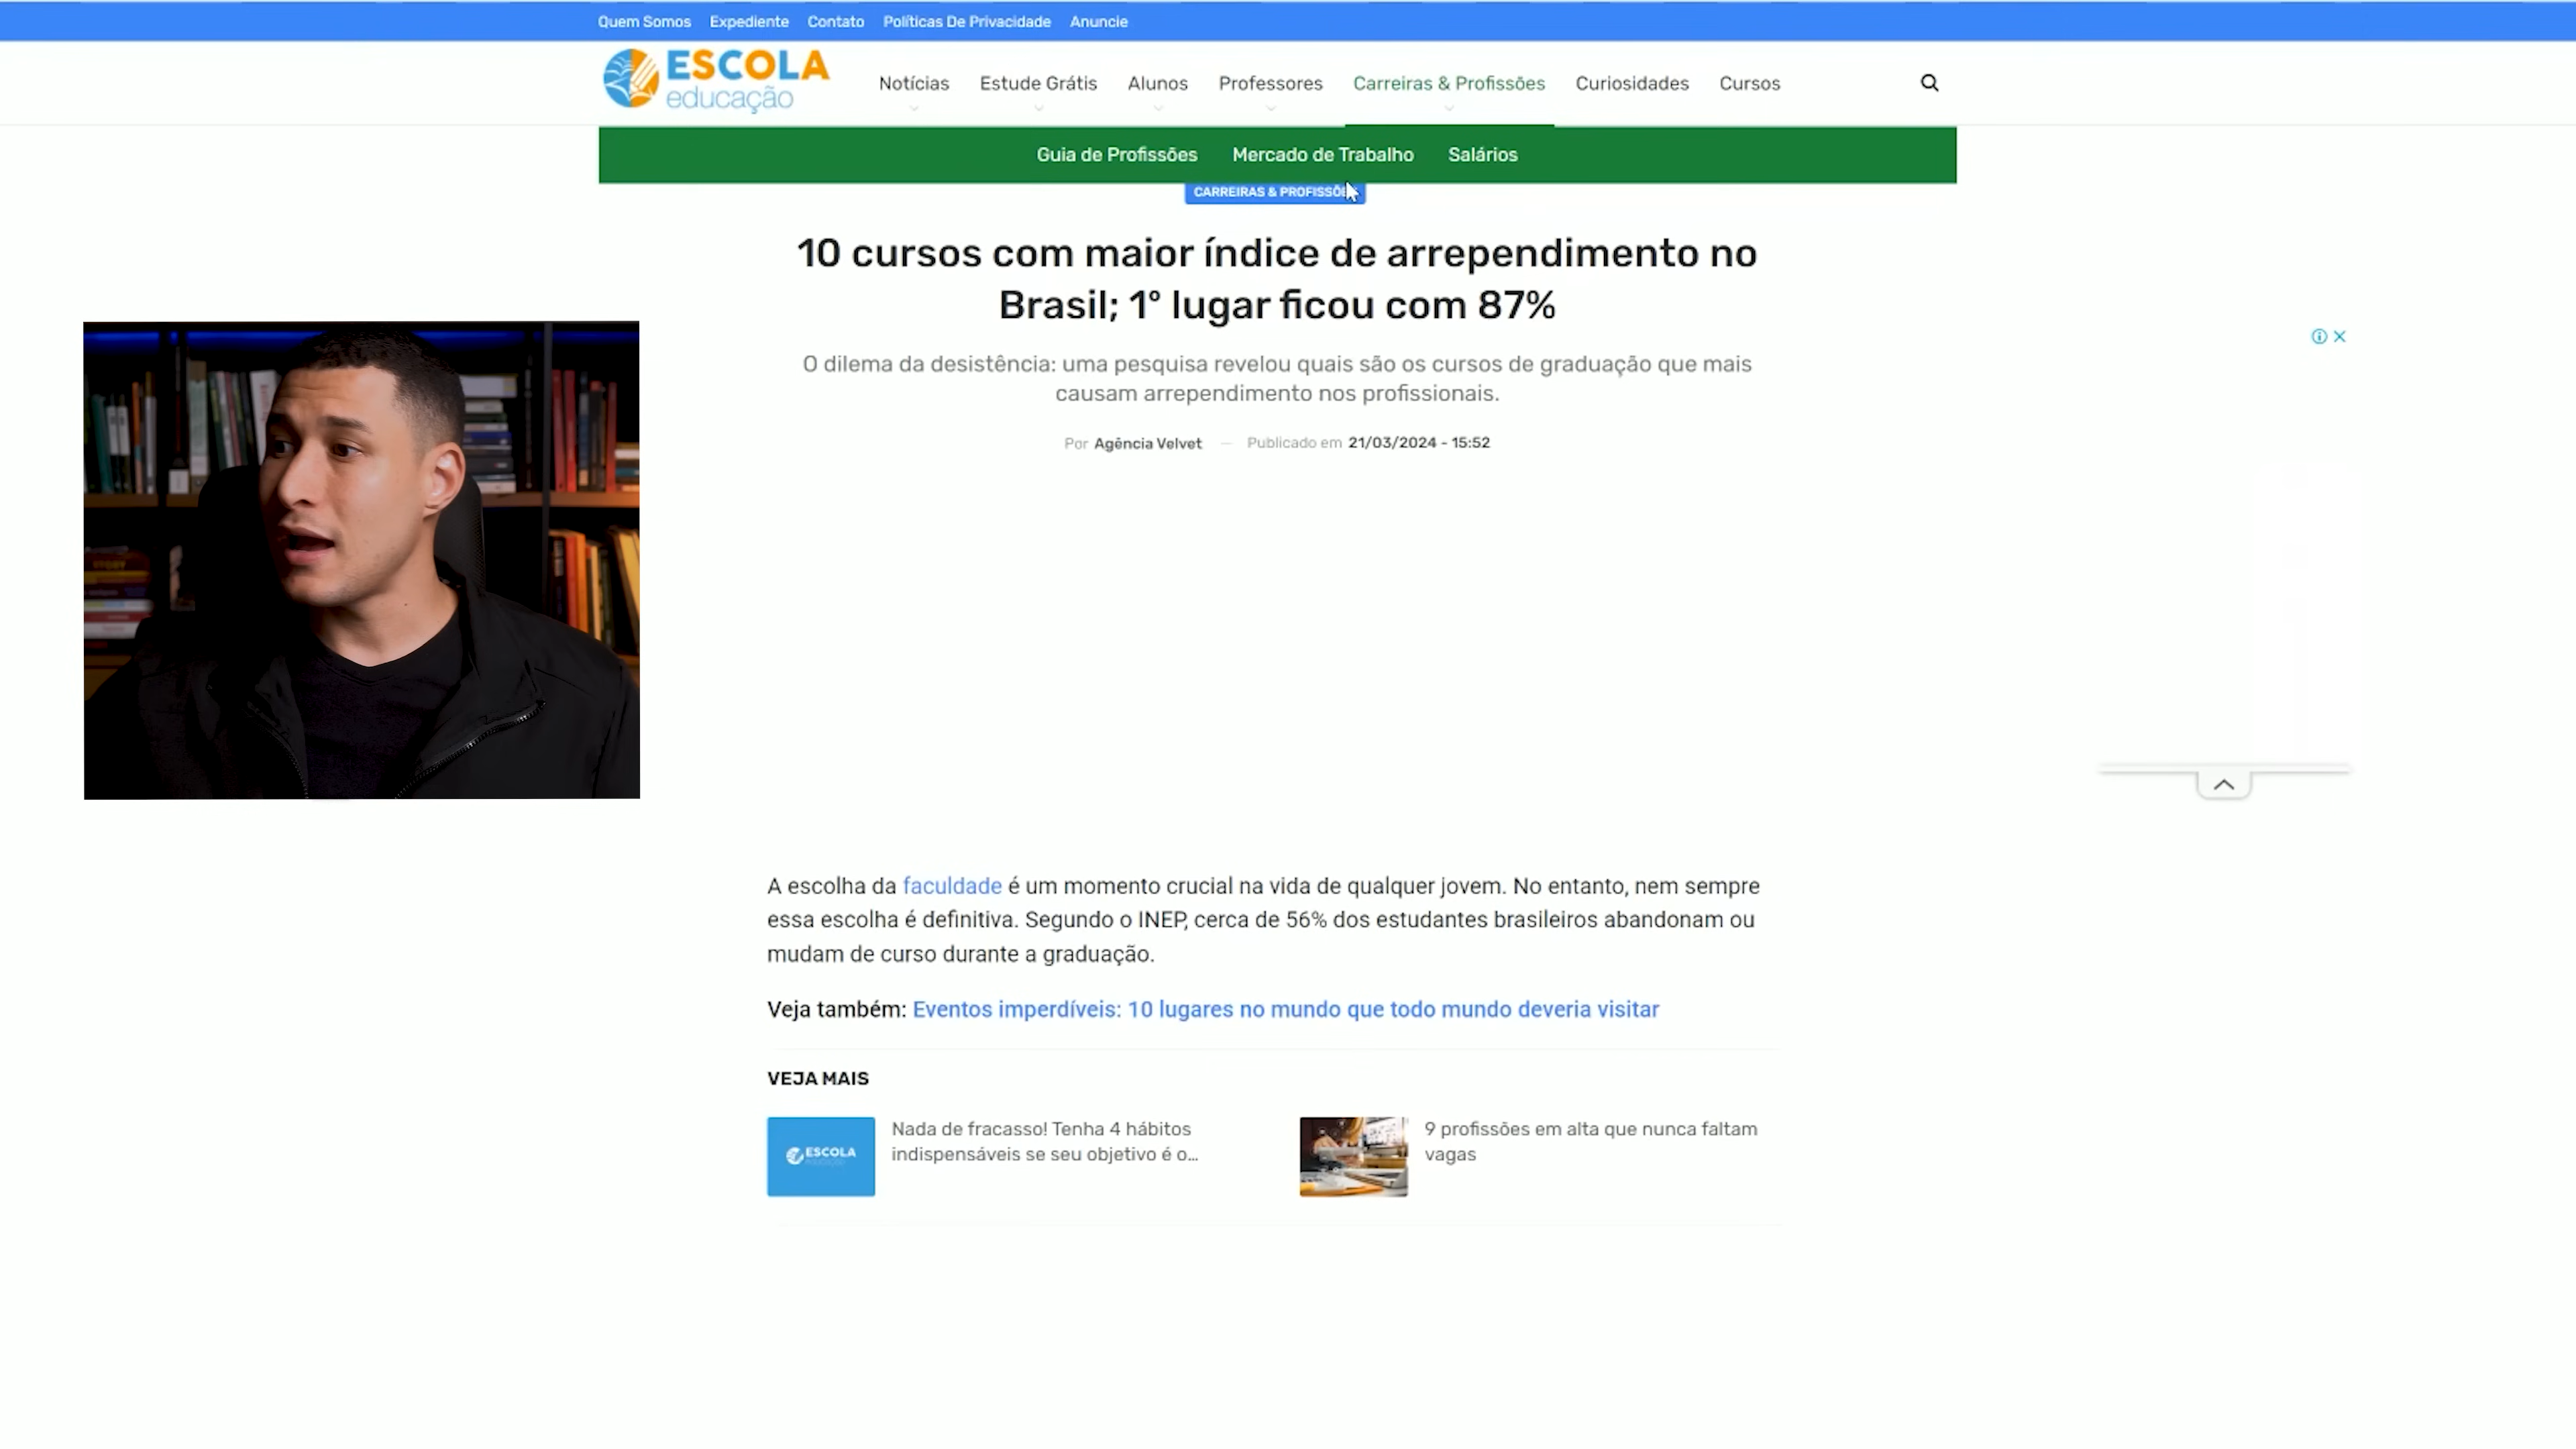 Quem Somos Expediente Contato Políticas De Privacidade Anuncie
ESCOLA
educação
Notícias Estude Grátis Alunos Professores Carreiras & Profissões Curiosidades Cursos
Guia de Profissões Mercado de Trabalho Salários
CARREIRAS & PROFISSÕE
10 cursos com maior índice de arrependimento no
Brasil; 1º lugar ficou com 87%
O dilema da desistência: uma pesquisa revelou quais são os cursos de graduação que mais
causam arrependimento nos profissionais.
Por Agência Velvet — Publicado em 21/03/2024 - 15:52
A escolha da faculdade é um momento crucial na vida de qualquer jovem. No entanto, nem sempre
essa escolha é definitiva. Segundo o INEP, cerca de 56% dos estudantes brasileiros abandonam ou
mudam de curso durante a graduação.
Veja também: Eventos imperdíveis: 10 lugares no mundo que todo mundo deveria visitar
VEJA MAIS
ESCOLA
Nada de fracasso! Tenha 4 hábitos
indispensáveis se seu objetivo é o...
9 profissões em alta que nunca faltam
vagas